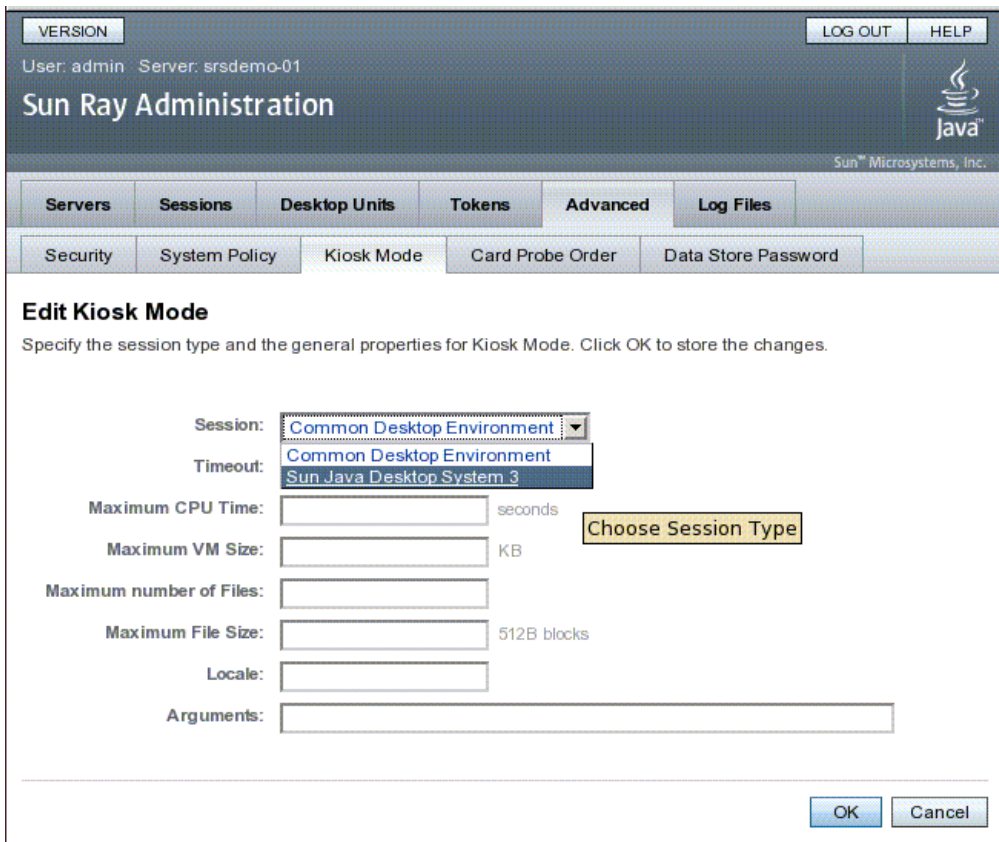 VERSION LOG OUT HELP
User: admin Server: srsdemo-01
Sun Ray Administration
Java™
Sun™ Microsystems, Inc.
Servers Sessions Desktop Units Tokens Advanced Log Files
Security System Policy Kiosk Mode Card Probe Order Data Store Password
Edit Kiosk Mode
Specify the session type and the general properties for Kiosk Mode. Click OK to store the changes.
Session: Common Desktop Environment
Common Desktop Environment
Timeout: Sun Java Desktop System 3
Maximum CPU Time: seconds
Choose Session Type
Maximum VM Size: KB
Maximum number of Files:
Maximum File Size: 512B blocks
Locale:
Arguments:
OK Cancel